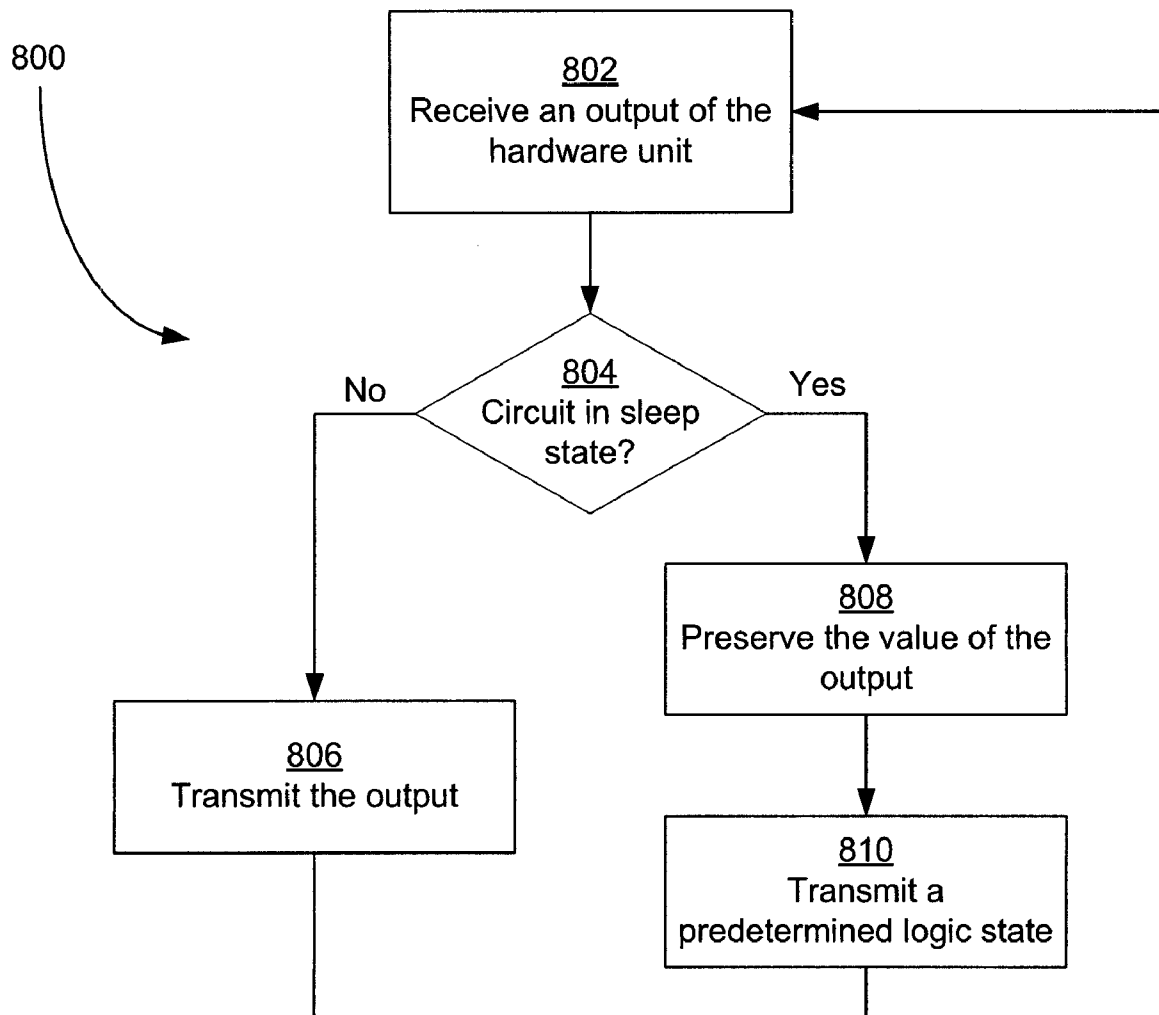 800
802
Receive an output of the
hardware unit
804
Circuit in sleep
state?
No
Yes
808
Preserve the value of the
output
806
Transmit the output
810
Transmit a
predetermined logic state